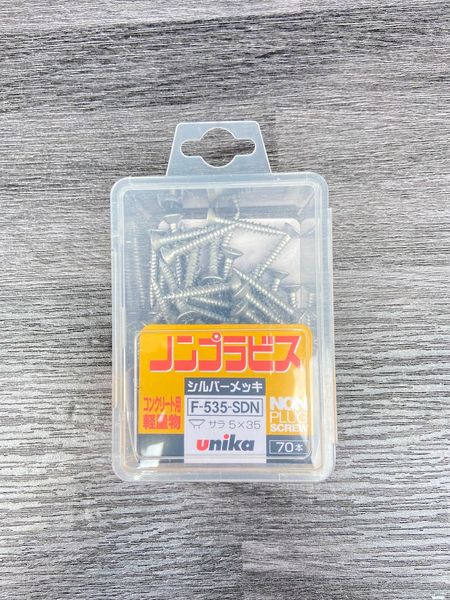 ノンプラビス
シルバーメッキ
コンクリート用
軽量物
F-535-SDN
サラ 5×35
unika
NON
PLUG
SCREW
70本